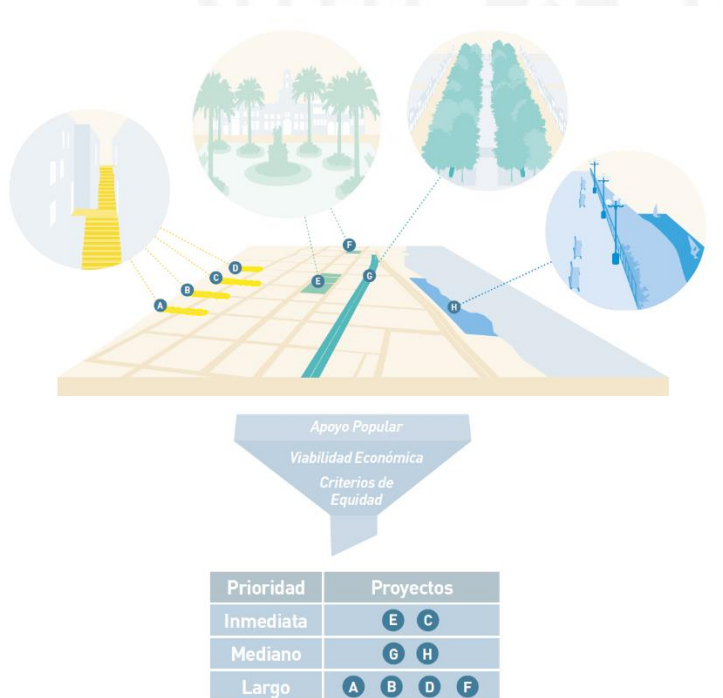 F
D
E
G
C
B
H
A
Apoyo Popular
Viabilidad Económica
Criterios de
Equidad
Prioridad Proyectos
Inmediata E C
Mediano G H
Largo A B D F